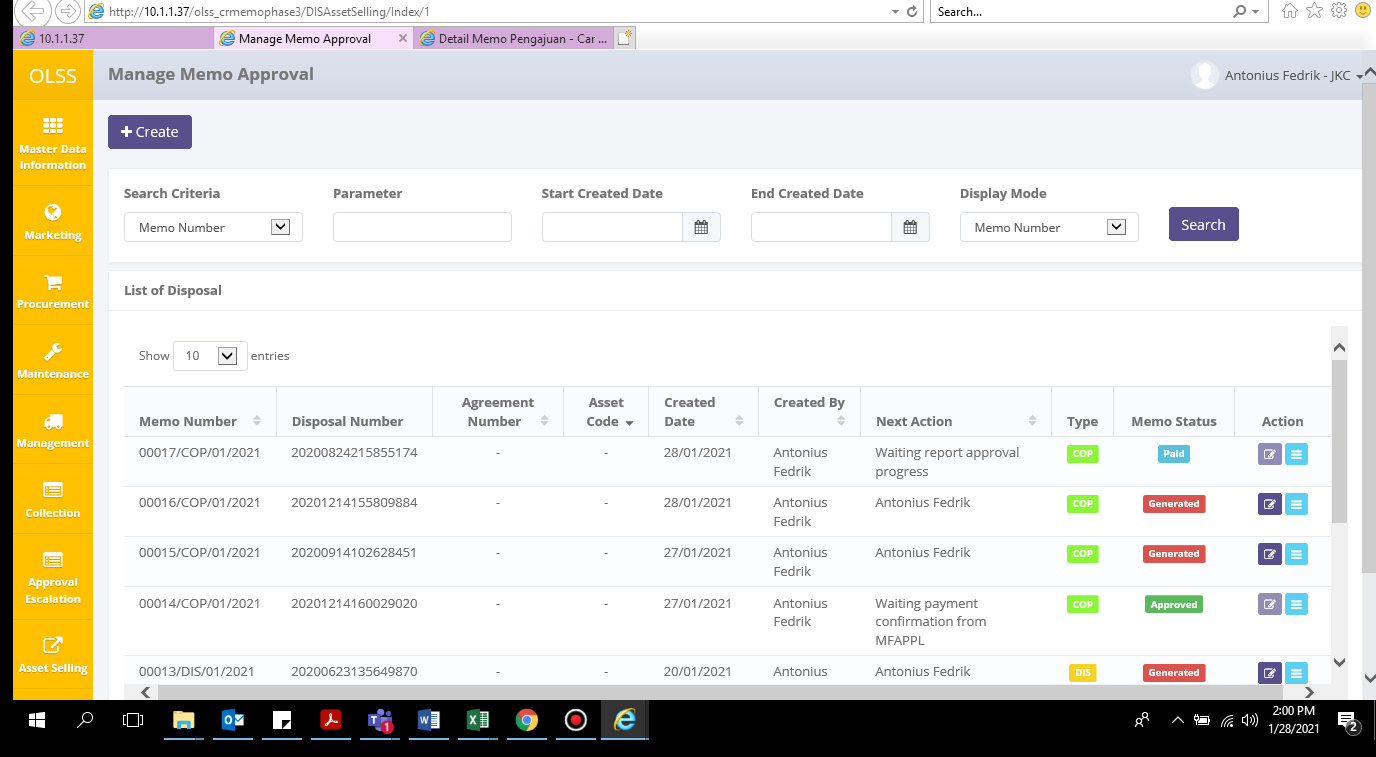 http://10.1.1.37/olss_crmemophase3/DISAssetSelling/Index/1
Search...
10.1.1.37
Manage Memo Approval
Detail Memo Pengajuan - Car ...
OLSS
Manage Memo Approval
Antonius Fedrik - JKC
Create
Master Data
Information
Marketing
Procurement
Maintenance
Management
Collection
Approval
Escalation
Asset Selling
Search Criteria
Parameter
Start Created Date
End Created Date
Display Mode
Memo Number
Memo Number
Search
List of Disposal
Show 10 entries
Memo Number
Disposal Number
Agreement
Number
Asset
Code
Created
Date
Created By
Next Action
Type
Memo Status
Action
00017/COP/01/2021 20200824215855174 - - 28/01/2021 Antonius Waiting report approval COP Paid
Fedrik progress
00016/COP/01/2021 20201214155809884 - - 28/01/2021 Antonius Antonius Fedrik COP Generated
Fedrik
00015/COP/01/2021 20200914102628451 - - 27/01/2021 Antonius Antonius Fedrik COP Generated
Fedrik
00014/COP/01/2021 20201214160029020 - - 27/01/2021 Antonius Waiting payment COP Approved
Fedrik confirmation from
MFAPPL
00013/DIS/01/2021 20200623135649870 - - 20/01/2021 Antonius Antonius Fedrik DIS Generated
1
2:00 PM
1/28/2021
2